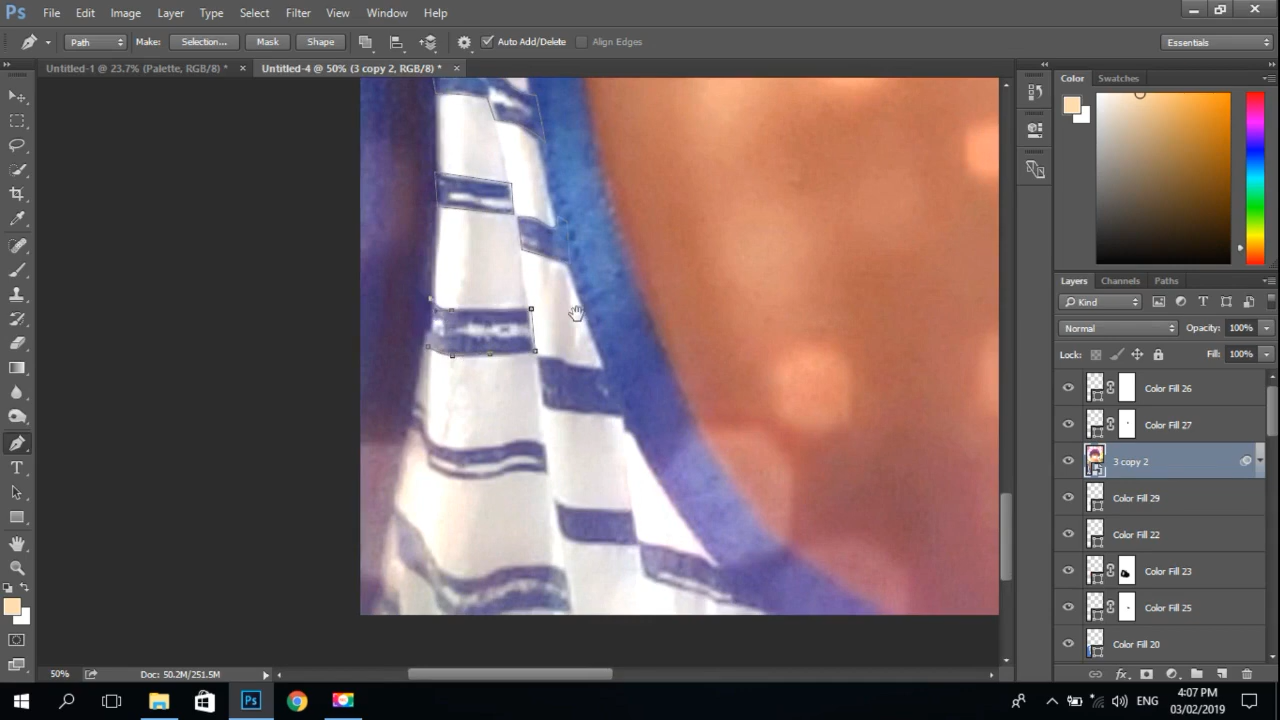 Ps File Edit Image Layer Type Select Filter View Window Help
Path Make: Selection... Mask Shape Auto Add/Delete Align Edges Essentials
Untitled-1 @ 23.7% (Palette, RGB/8) * × Untitled-4 @ 50% (3 copy 2, RGB/8) * ×
Color Swatches
Layers Channels Paths
Kind
Normal Opacity: 100%
Lock: Fill: 100%
Color Fill 26
Color Fill 27
3 copy 2
Color Fill 29
Color Fill 22
Color Fill 23
Color Fill 25
Color Fill 20
50% Doc: 50.2M/251.5M
fx
Ps ENG 4:07 PM
03/02/2019